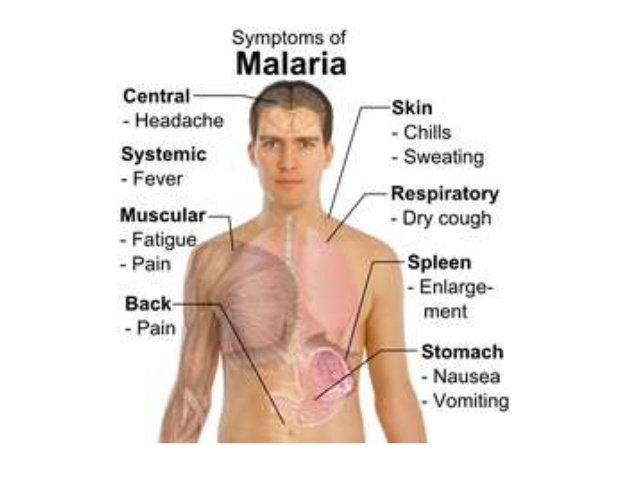 Symptoms of
Malaria
Central
- Headache
Systemic
- Fever
Muscular
- Fatigue
- Pain
Back
- Pain
Skin
- Chills
- Sweating
Respiratory
- Dry cough
Spleen
- Enlarge-
ment
Stomach
- Nausea
- Vomiting